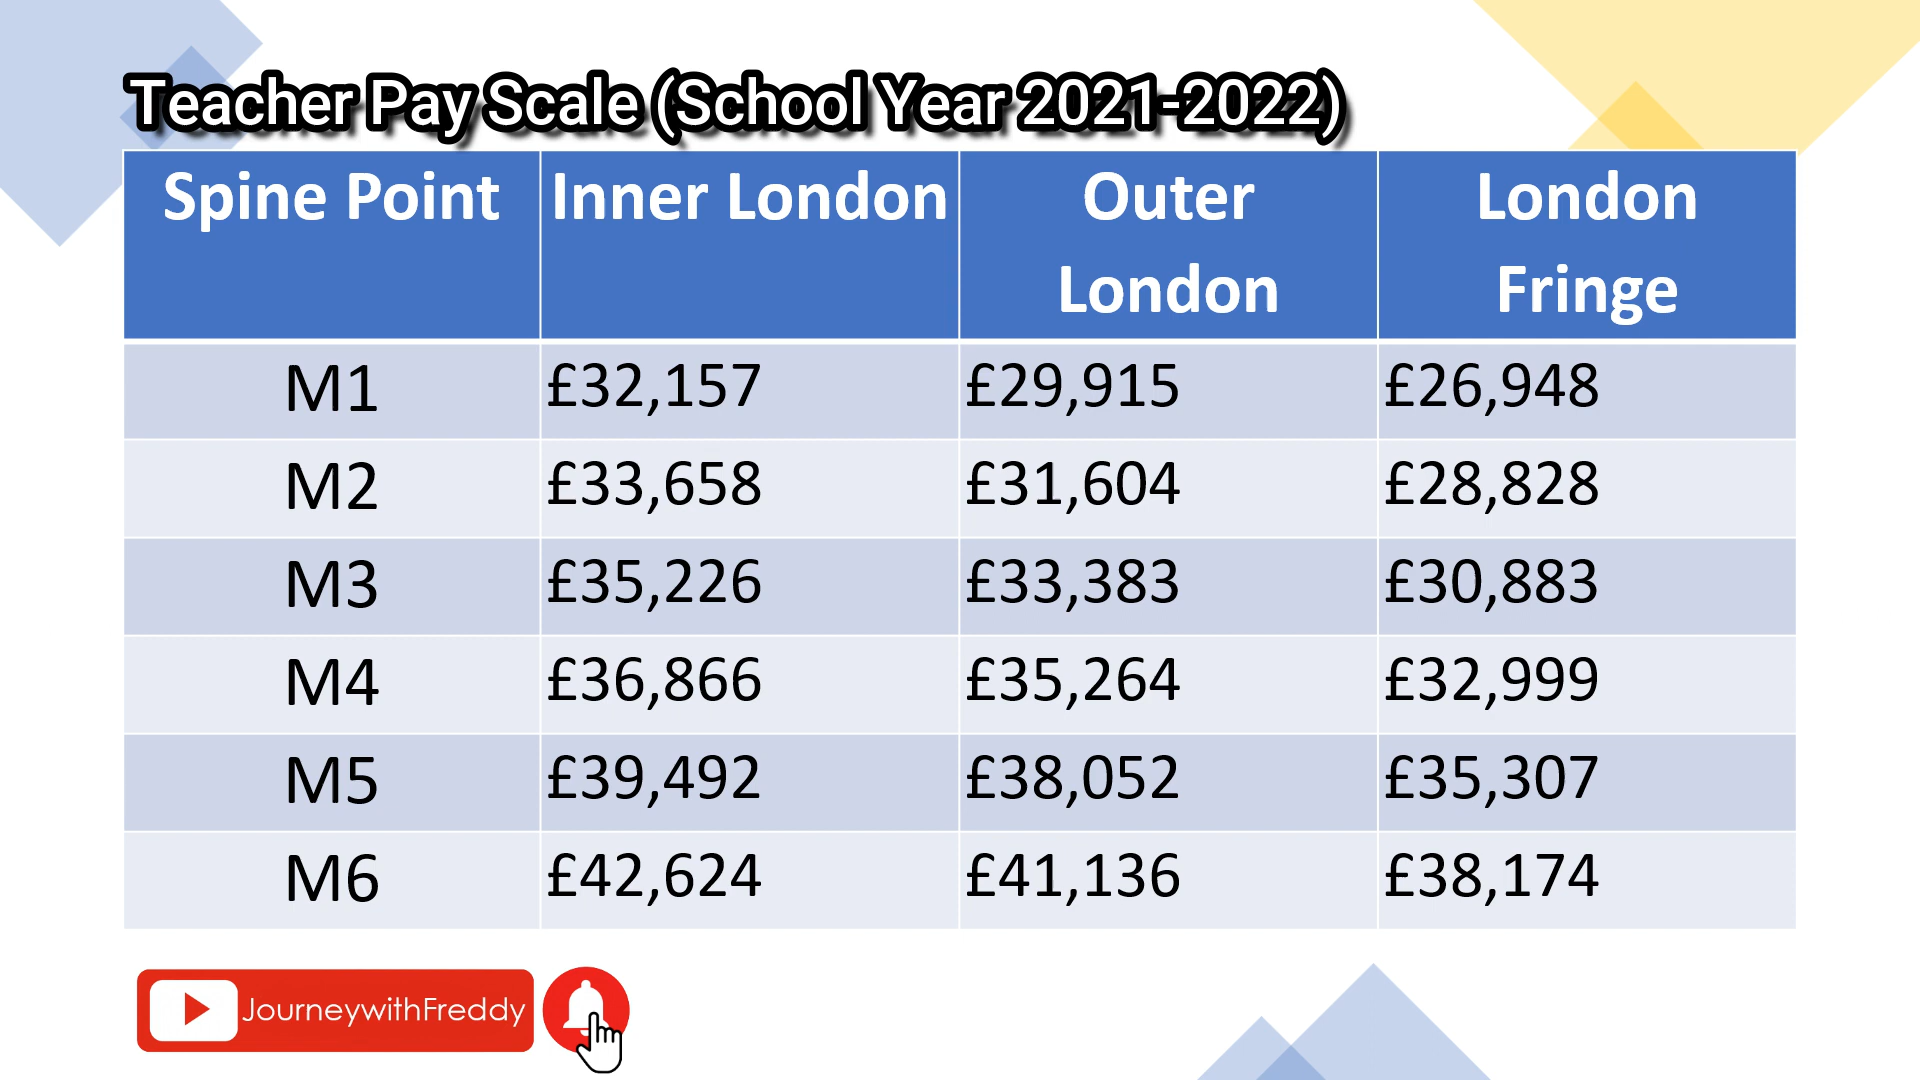 Teacher Pay Scale (School Year 2021-2022)
Spine Point Inner London Outer London London Fringe
M1 £32,157 £29,915 £26,948
M2 £33,658 £31,604 £28,828
M3 £35,226 £33,383 £30,883
M4 £36,866 £35,264 £32,999
M5 £39,492 £38,052 £35,307
M6 £42,624 £41,136 £38,174
JourneywithFreddy